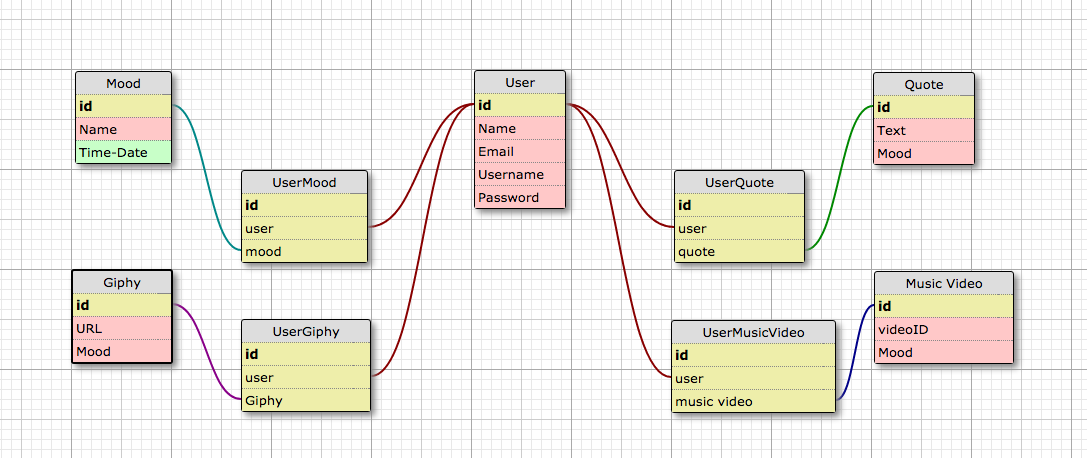 Mood
id
Name
Time-Date
User
id
Name
Email
Username
Password
Quote
id
Text
Mood
UserMood
id
user
mood
UserQuote
id
user
quote
Giphy
id
URL
Mood
UserGiphy
id
user
Giphy
UserMusicVideo
id
user
music video
Music Video
id
videoID
Mood